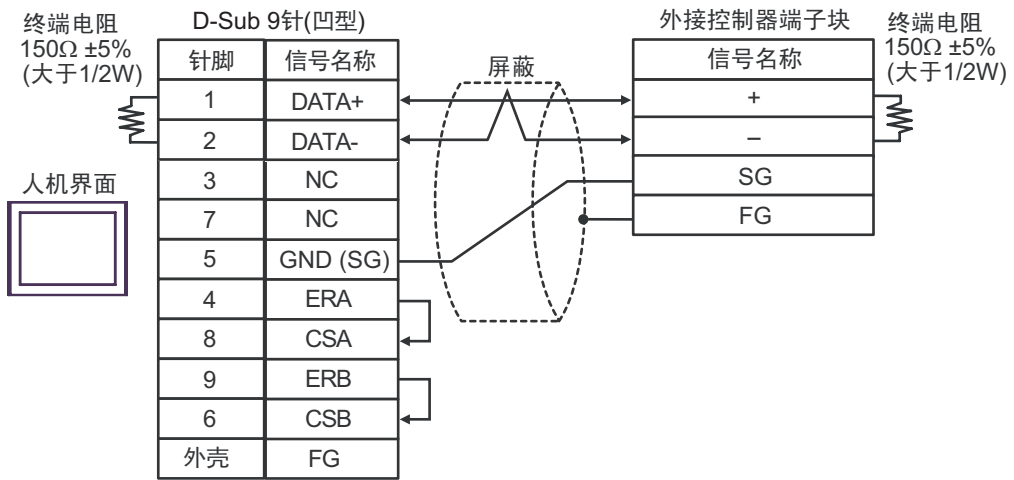 终端电阻
150Ω ±5%
(大于1/2W)
D-Sub 9针(凹型)
针脚 信号名称
1 DATA+
2 DATA-
3 NC
7 NC
5 GND (SG)
4 ERA
8 CSA
9 ERB
6 CSB
外壳 FG
人机界面
屏蔽
外接控制器端子块
信号名称
+
–
SG
FG
终端电阻
150Ω ±5%
(大于1/2W)